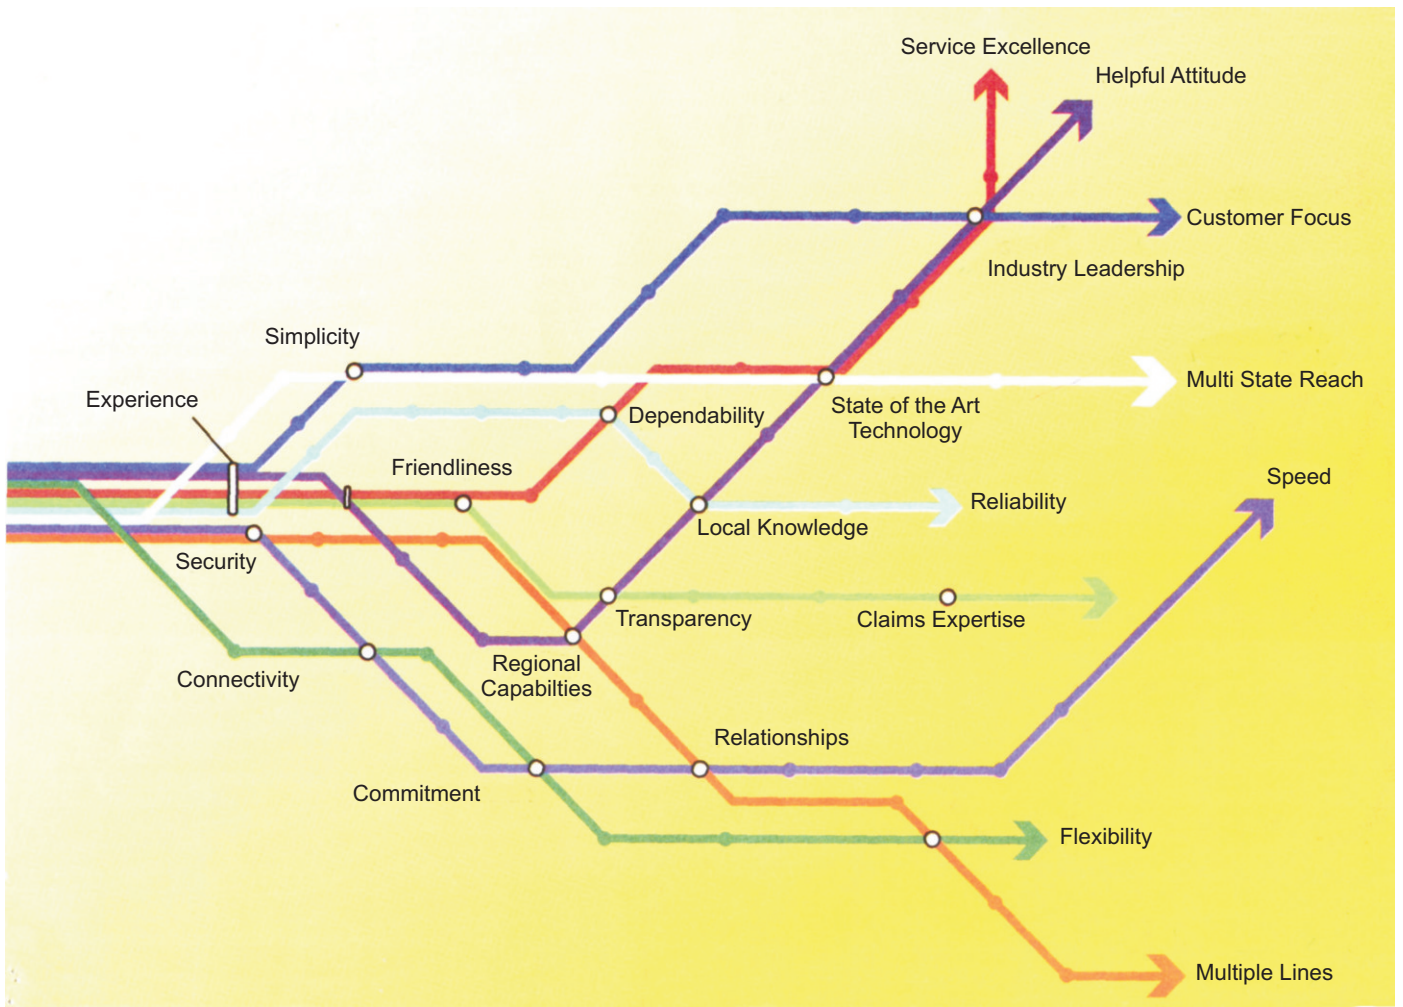 Service Excellence
Helpful Attitude
Customer Focus
Industry Leadership
Simplicity
Multi State Reach
Experience
Dependability
State of the Art
Technology
Friendliness
Speed
Reliability
Local Knowledge
Security
Transparency
Claims Expertise
Regional
Capabilties
Connectivity
Relationships
Commitment
Flexibility
Multiple Lines